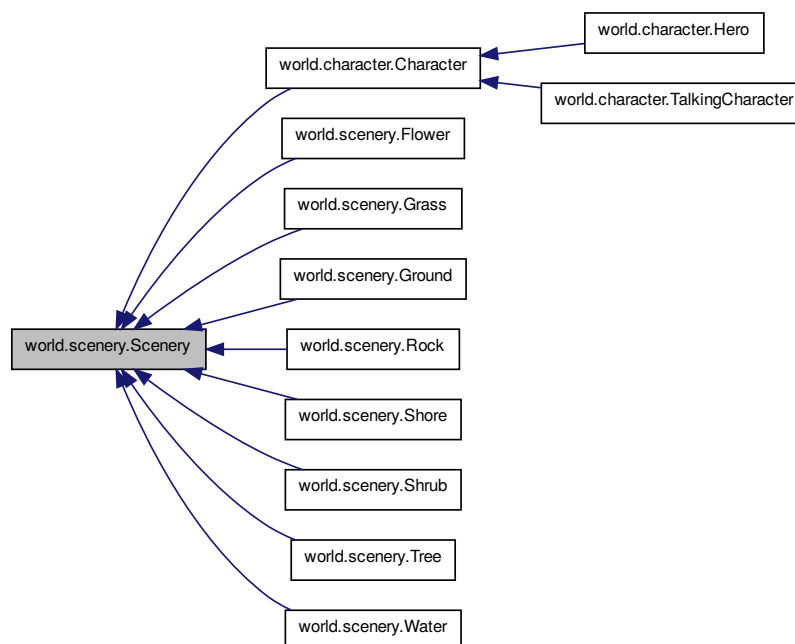 world.character.Hero
world.character.Character
world.character.TalkingCharacter
world.scenery.Flower
world.scenery.Grass
world.scenery.Ground
world.scenery.Scenery
world.scenery.Rock
world.scenery.Shore
world.scenery.Shrub
world.scenery.Tree
world.scenery.Water